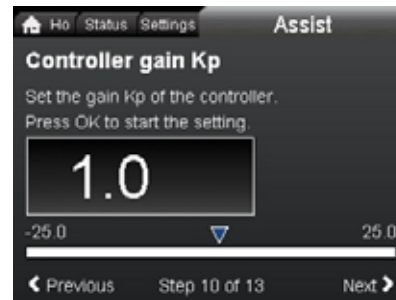 Ho Status Settings Assist
Controller gain Kp
Set the gain Kp of the controller.
Press OK to start the setting.
1.0
-25.0 25.0
Previous Step 10 of 13 Next